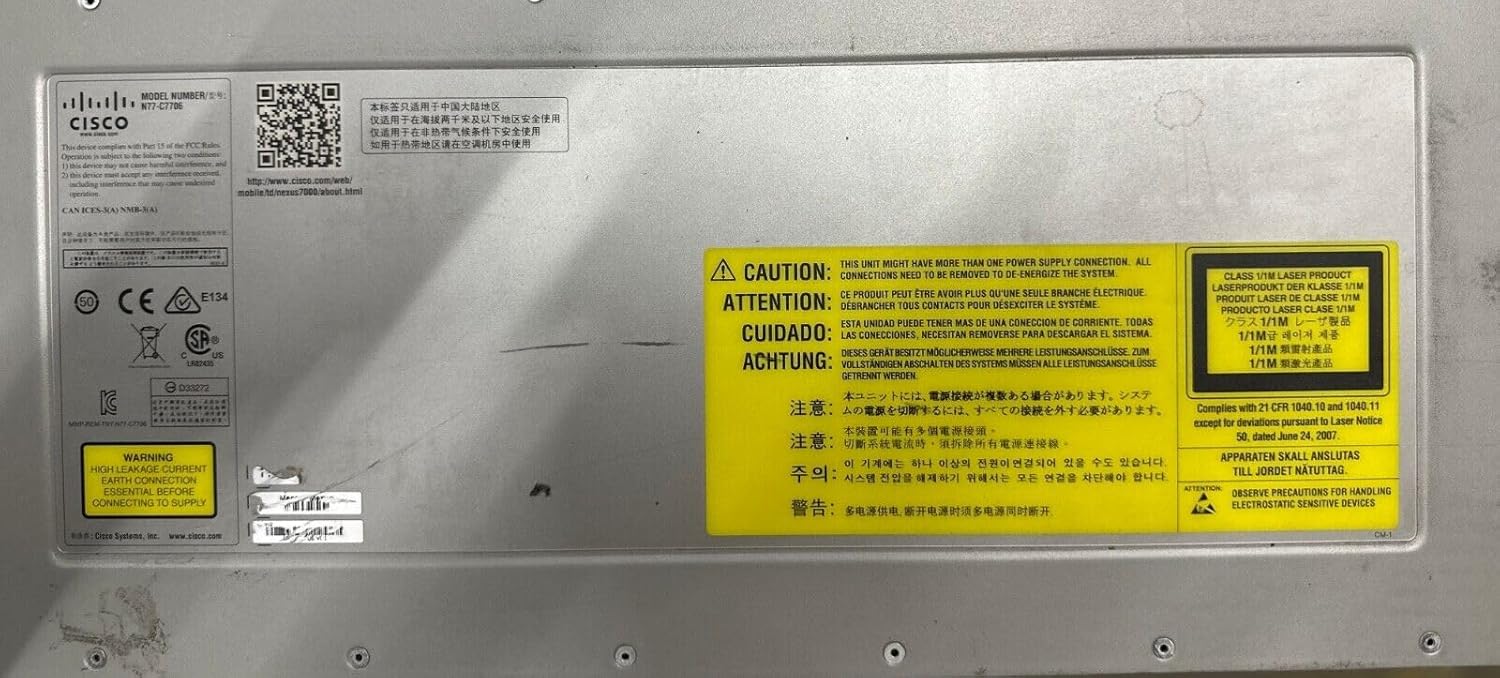 CISCO
www.cisco.com
MODEL NUMBER/型号:
N77-C7706
This device complies with Part 15 of the FCC Rules.
Operation is subject to the following two conditions:
1) this device may not cause harmful interference, and
2) this device must accept any interference received,
including interference that may cause undesired
operation.
CAN ICES-3(A) NMB-3(A)
50
CE
E134
C
US
LR82435
D33272
WARNING
HIGH LEAKAGE CURRENT
EARTH CONNECTION
ESSENTIAL BEFORE
CONNECTING TO SUPPLY
Cisco Systems, Inc. www.cisco.com
http://www.cisco.com/web/
mobile/td/nexus7000/about.html
本标签只适用于中国大陆地区
仅适用于在海拔两千米及以下地区安全使用
仅适用于在非热带气候条件下安全使用
如用于热带地区请在空调机房中使用
CAUTION: THIS UNIT MIGHT HAVE MORE THAN ONE POWER SUPPLY CONNECTION. ALL
CONNECTIONS NEED TO BE REMOVED TO DE-ENERGIZE THE SYSTEM.
ATTENTION: CE PRODUIT PEUT ÊTRE AVOIR PLUS QU'UNE SEULE BRANCHE ÉLECTRIQUE.
DÉBRANCHER TOUS CONTACTS POUR DÉSEXCITER LE SYSTÈME.
CUIDADO: ESTA UNIDAD PUEDE TENER MAS DE UNA CONECCION DE CORRIENTE. TODAS
LAS CONECCIONES, NECESITAN REMOVERSE PARA DESCARGAR EL SISTEMA.
ACHTUNG: DIESES GERÄT BESITZT MÖGLICHERWEISE MEHRERE LEISTUNGSANSCHLÜSSE. ZUM
VOLLSTÄNDIGEN ABSCHALTEN DES SYSTEMS MÜSSEN ALLE LEISTUNGSANSCHLÜSSE
GETRENNT WERDEN.
注意: 本ユニットには、電源接続が複数ある場合があります。システ
ムの電源を切断するには、すべての接続を外す必要があります。
注意: 本裝置可能有多個電源接頭。
切斷系統電流時，須拆除所有電源連接線。
주의: 이 기계에는 하나 이상의 전원이 연결되어 있을 수도 있습니다.
시스템 전압을 해제하기 위해서는 모든 연결을 차단해야 합니다.
警告: 多电源供电,断开电源时须多电源同时断开.
CLASS 1/1M LASER PRODUCT
LASERPRODUKT DER KLASSE 1/1M
PRODUIT LASER DE CLASSE 1/1M
PRODUCTO LASER CLASE 1/1M
クラス 1/1M レーザ製品
1/1M급 레이저 제품
1/1M 類雷射產品
1/1M 類激光產品
Complies with 21 CFR 1040.10 and 1040.11
except for deviations pursuant to Laser Notice
50, dated June 24, 2007.
APPARATEN SKALL ANSLUTAS
TILL JORDET NÄTUTTAG.
ATTENTION:
OBSERVE PRECAUTIONS FOR HANDLING
ELECTROSTATIC SENSITIVE DEVICES
CM-1